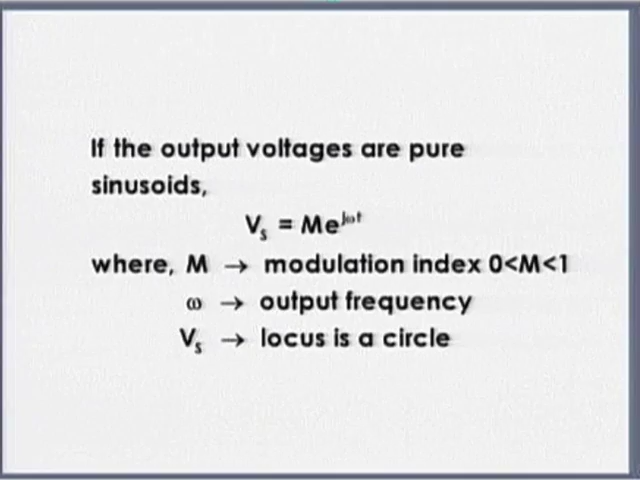 If the output voltages are pure
sinusoids,
Vₛ = Meʲωᵗ
where, M → modulation index 0<M<1
ω → output frequency
Vₛ → locus is a circle